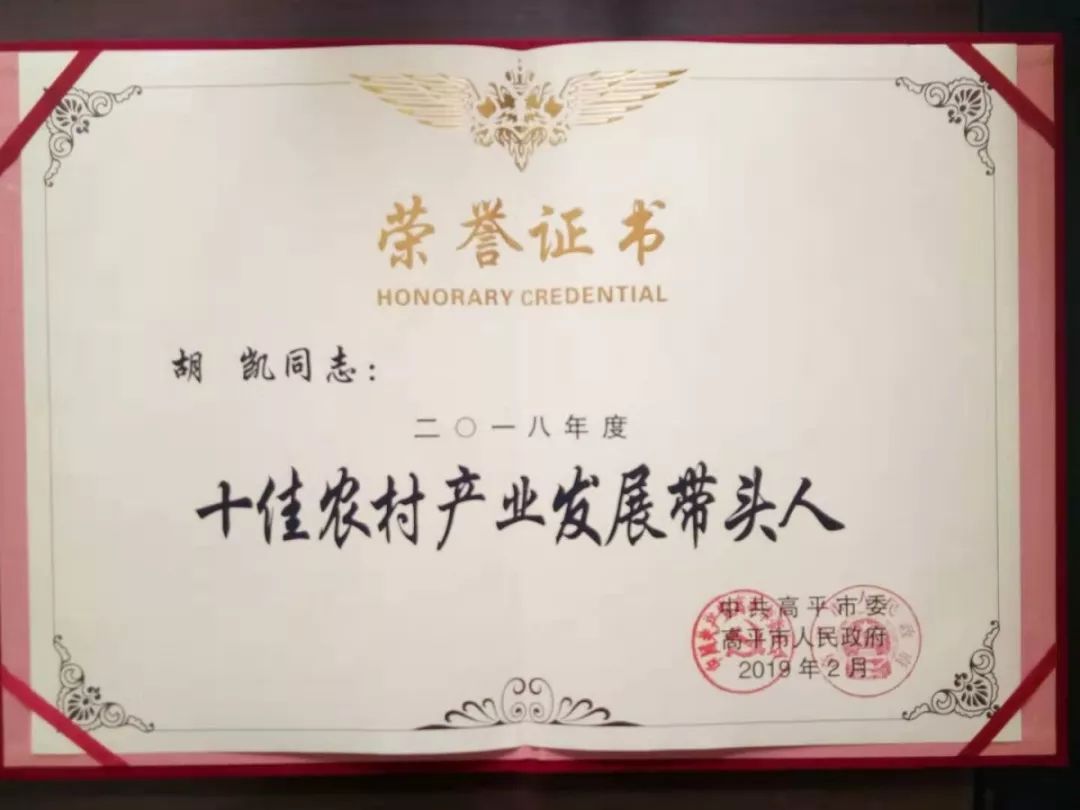 荣誉证书
HONORARY CREDENTIAL
胡 凯同志：
二〇一八年度
十佳农村产业发展带头人
中共高平市委
高平市人民政府
2019年2月